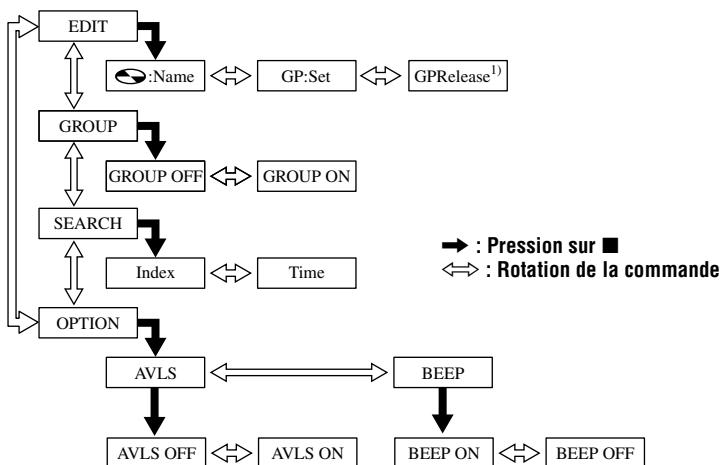 EDIT
:Name
GP:Set
GPRelease1)
GROUP
GROUP OFF
GROUP ON
SEARCH
Index
Time
: Pression sur ■
: Rotation de la commande
OPTION
AVLS
BEEP
AVLS OFF
AVLS ON
BEEP ON
BEEP OFF